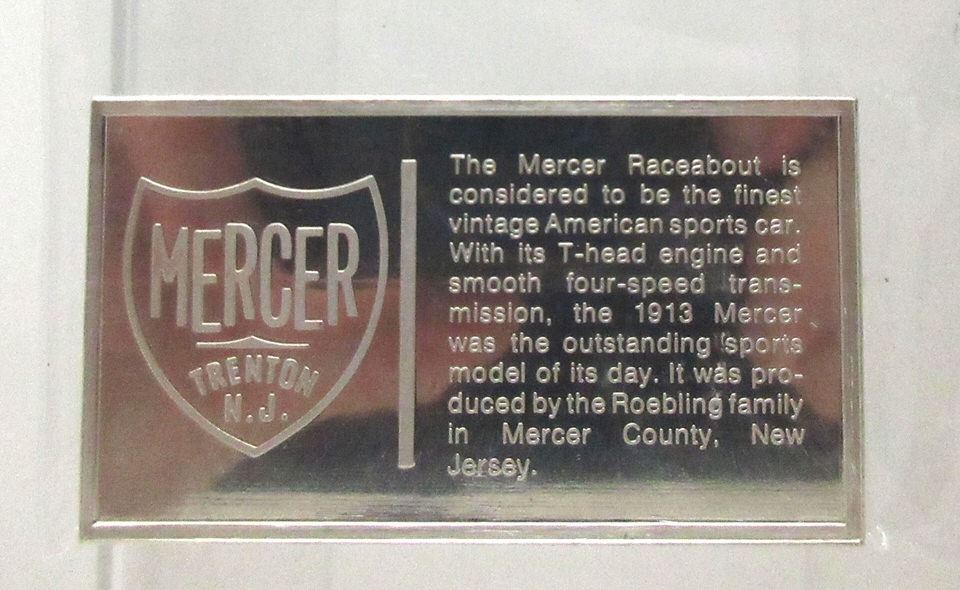 MERCER
TRENTON
N.J.
The Mercer Raceabout is
considered to be the finest
vintage American sports car.
With its T-head engine and
smooth four-speed trans-
mission, the 1913 Mercer
was the outstanding sports
model of its day. It was pro-
duced by the Roebling family
in Mercer County, New
Jersey.